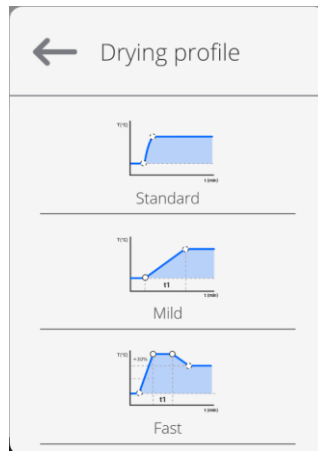 Drying profile
T(°C)
t (min)
Standard
T(°C)
t1
t (min)
Mild
T(°C)
+30%
t1
t (min)
Fast